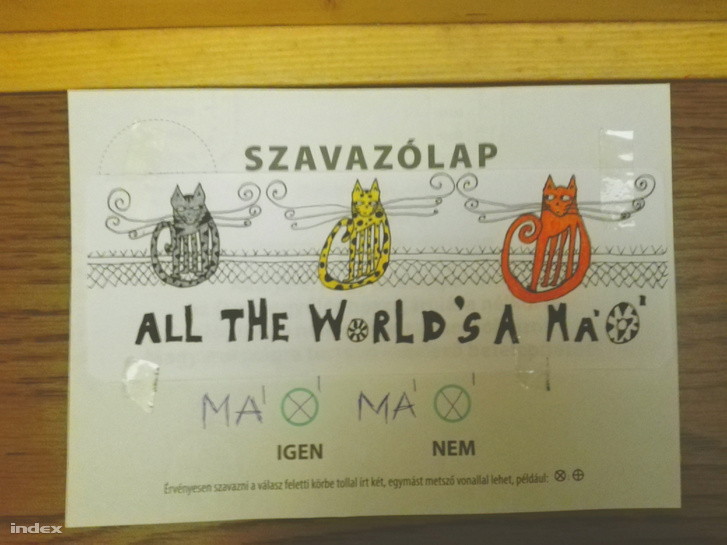 SZAVAZÓLAP
ALL THE WORLD'S A MA'O'
MA'O' MA'O'
IGEN NEM
Érvényesen szavazni a válasz feletti körbe tollal írt két, egymást metsző vonallal lehet, például: ⊗ : ⊕
index